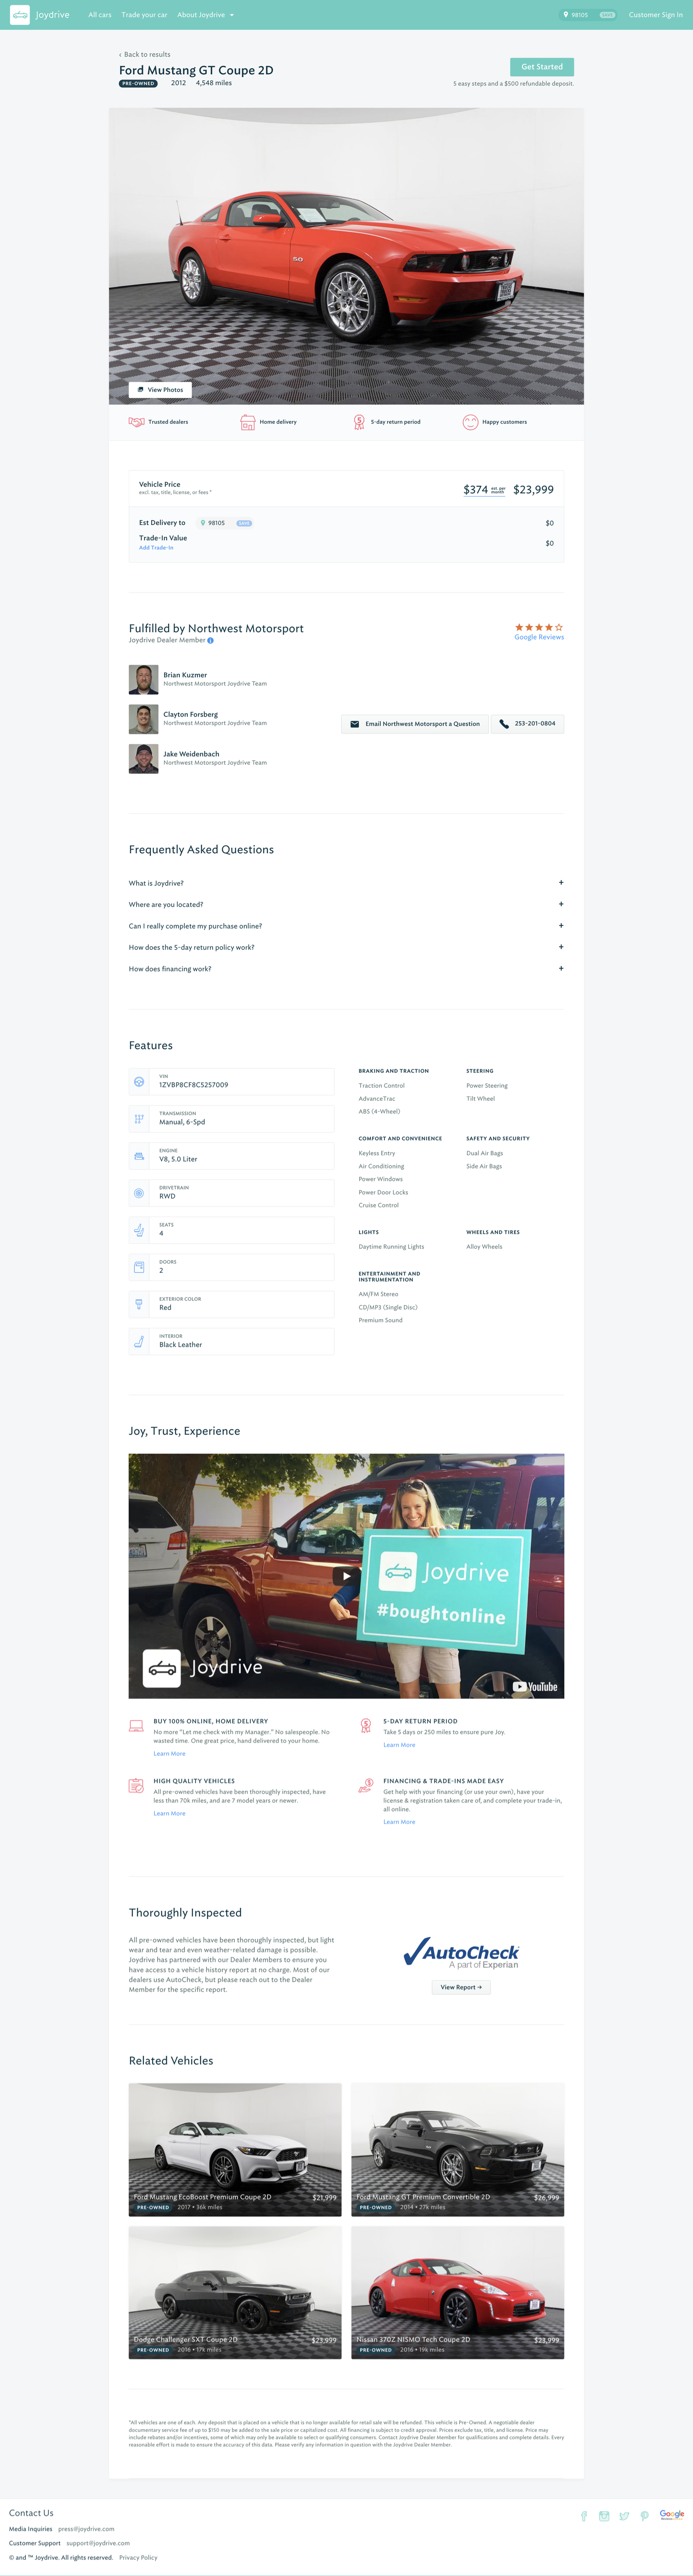 Joydrive
All cars
Trade your car
About Joydrive
98105
SAVE
Customer Sign In
‹ Back to results
Ford Mustang GT Coupe 2D
PRE-OWNED 2012 4,548 miles
Get Started
5 easy steps and a $500 refundable deposit.
5.0
View Photos
Trusted dealers
Home delivery
5-day return period
Happy customers
Vehicle Price
excl. tax, title, license, or fees *
$374 est. per month $23,999
Est Delivery to 98105 SAVE $0
Trade-In Value
Add Trade-In
$0
Fulfilled by Northwest Motorsport
Joydrive Dealer Member
Google Reviews
Brian Kuzmer
Northwest Motorsport Joydrive Team
Clayton Forsberg
Northwest Motorsport Joydrive Team
Jake Weidenbach
Northwest Motorsport Joydrive Team
Email Northwest Motorsport a Question
253-201-0804
Frequently Asked Questions
What is Joydrive? +
Where are you located? +
Can I really complete my purchase online? +
How does the 5-day return policy work? +
How does financing work? +
Features
VIN
1ZVBP8CF8C5257009
TRANSMISSION
Manual, 6-Spd
ENGINE
V8, 5.0 Liter
DRIVETRAIN
RWD
SEATS
4
DOORS
2
EXTERIOR COLOR
Red
INTERIOR
Black Leather
BRAKING AND TRACTION
Traction Control
AdvanceTrac
ABS (4-Wheel)
STEERING
Power Steering
Tilt Wheel
COMFORT AND CONVENIENCE
Keyless Entry
Air Conditioning
Power Windows
Power Door Locks
Cruise Control
SAFETY AND SECURITY
Dual Air Bags
Side Air Bags
LIGHTS
Daytime Running Lights
WHEELS AND TIRES
Alloy Wheels
ENTERTAINMENT AND
INSTRUMENTATION
AM/FM Stereo
CD/MP3 (Single Disc)
Premium Sound
Joy, Trust, Experience
Joydrive
#boughtonline
Joydrive
YouTube
BUY 100% ONLINE, HOME DELIVERY
No more "Let me check with my Manager." No salespeople. No
wasted time. One great price, hand delivered to your home.
Learn More
5-DAY RETURN PERIOD
Take 5 days or 250 miles to ensure pure Joy.
Learn More
HIGH QUALITY VEHICLES
All pre-owned vehicles have been thoroughly inspected, have
less than 70k miles, and are 7 model years or newer.
Learn More
FINANCING & TRADE-INS MADE EASY
Get help with your financing (or use your own), have your
license & registration taken care of, and complete your trade-in,
all online.
Learn More
Thoroughly Inspected
All pre-owned vehicles have been thoroughly inspected, but light
wear and tear and even weather-related damage is possible.
Joydrive has partnered with our Dealer Members to ensure you
have access to a vehicle history report at no charge. Most of our
dealers use AutoCheck, but please reach out to the Dealer
Member for the specific report.
AutoCheck
A part of Experian
View Report →
Related Vehicles
Ford Mustang EcoBoost Premium Coupe 2D $21,999
PRE-OWNED 2017 • 36k miles
Ford Mustang GT Premium Convertible 2D $26,999
PRE-OWNED 2014 • 27k miles
Dodge Challenger SXT Coupe 2D $23,999
PRE-OWNED 2016 • 17k miles
Nissan 370Z NISMO Tech Coupe 2D $23,999
PRE-OWNED 2016 • 19k miles
*All vehicles are one of each. Any deposit that is placed on a vehicle that is no longer available for retail sale will be refunded. This vehicle is Pre-Owned. A negotiable dealer
documentary service fee of up to $150 may be added to the sale price or capitalized cost. All financing is subject to credit approval. Prices exclude tax, title, and license. Price may
include rebates and/or incentives, some of which may only be available to select or qualifying consumers. Contact Joydrive Dealer Member for qualifications and complete details. Every
reasonable effort is made to ensure the accuracy of this data. Please verify any information in question with the Joydrive Dealer Member.
Contact Us
Media Inquiries press@joydrive.com
Customer Support support@joydrive.com
© and ™ Joydrive. All rights reserved. Privacy Policy
Google